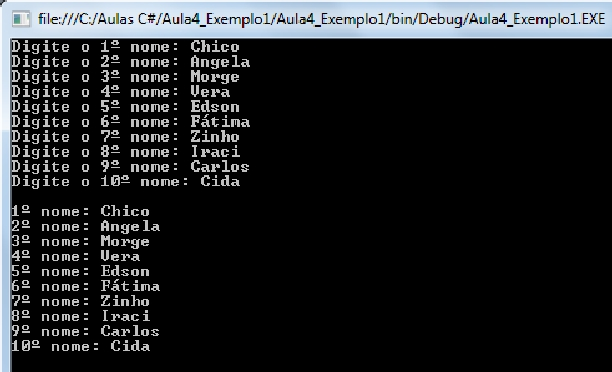 file:///C:/Aulas C#/Aula4_Exemplo1/Aula4_Exemplo1/bin/Debug/Aula4_Exemplo1.EXE
Digite o 1º nome: Chico
Digite o 2º nome: Angela
Digite o 3º nome: Morge
Digite o 4º nome: Vera
Digite o 5º nome: Edson
Digite o 6º nome: Fátima
Digite o 7º nome: Zinho
Digite o 8º nome: Iraci
Digite o 9º nome: Carlos
Digite o 10º nome: Cida
1º nome: Chico
2º nome: Angela
3º nome: Morge
4º nome: Vera
5º nome: Edson
6º nome: Fátima
7º nome: Zinho
8º nome: Iraci
9º nome: Carlos
10º nome: Cida